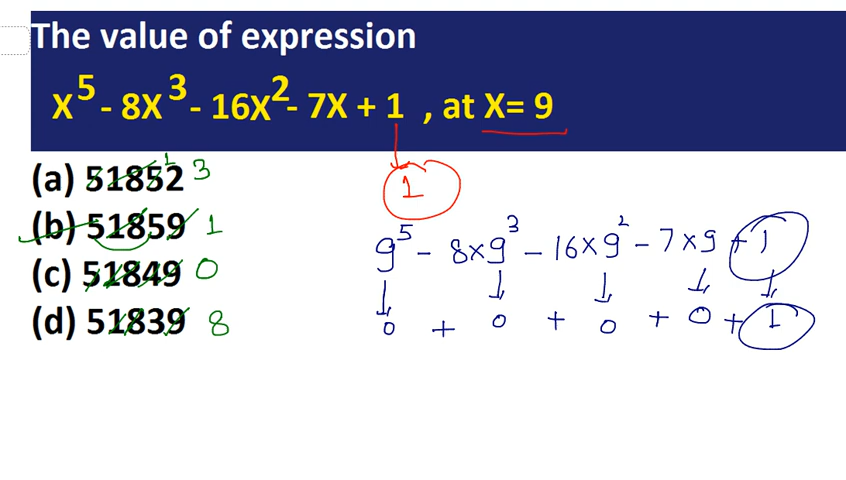 The value of expression
X⁵ - 8X³ - 16X² - 7X + 1 , at X= 9
(a) 51852 1 3
1
(b) 51859 1
9⁵ - 8×9³ - 16×9² - 7×9 + 1
(c) 51849 0
(d) 51839 8
0 + 0 + 0 + 0 + 1